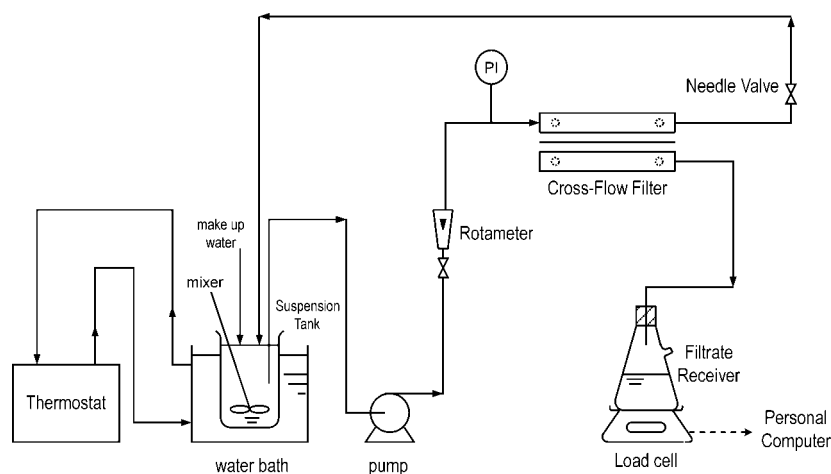 PI
Needle Valve
Cross-Flow Filter
make up
water
Rotameter
mixer
Suspension
Tank
Filtrate
Receiver
Thermostat
Personal
Computer
water bath
pump
Load cell